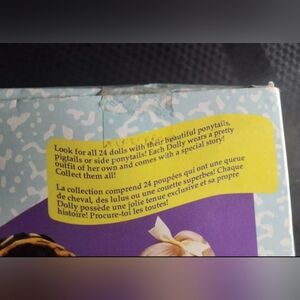 Look for all 24 dolls with their beautiful ponytails,
pigtails or side ponytails! Each Dolly wears a pretty
outfit of her own and comes with a special story!
Collect them all!
La collection comprend 24 poupées qui ont une queue
de cheval, des lulus ou une couette superbes! Chaque
Dolly possède une jolie tenue exclusive et sa propre
histoire! Procure-toi les toutes!